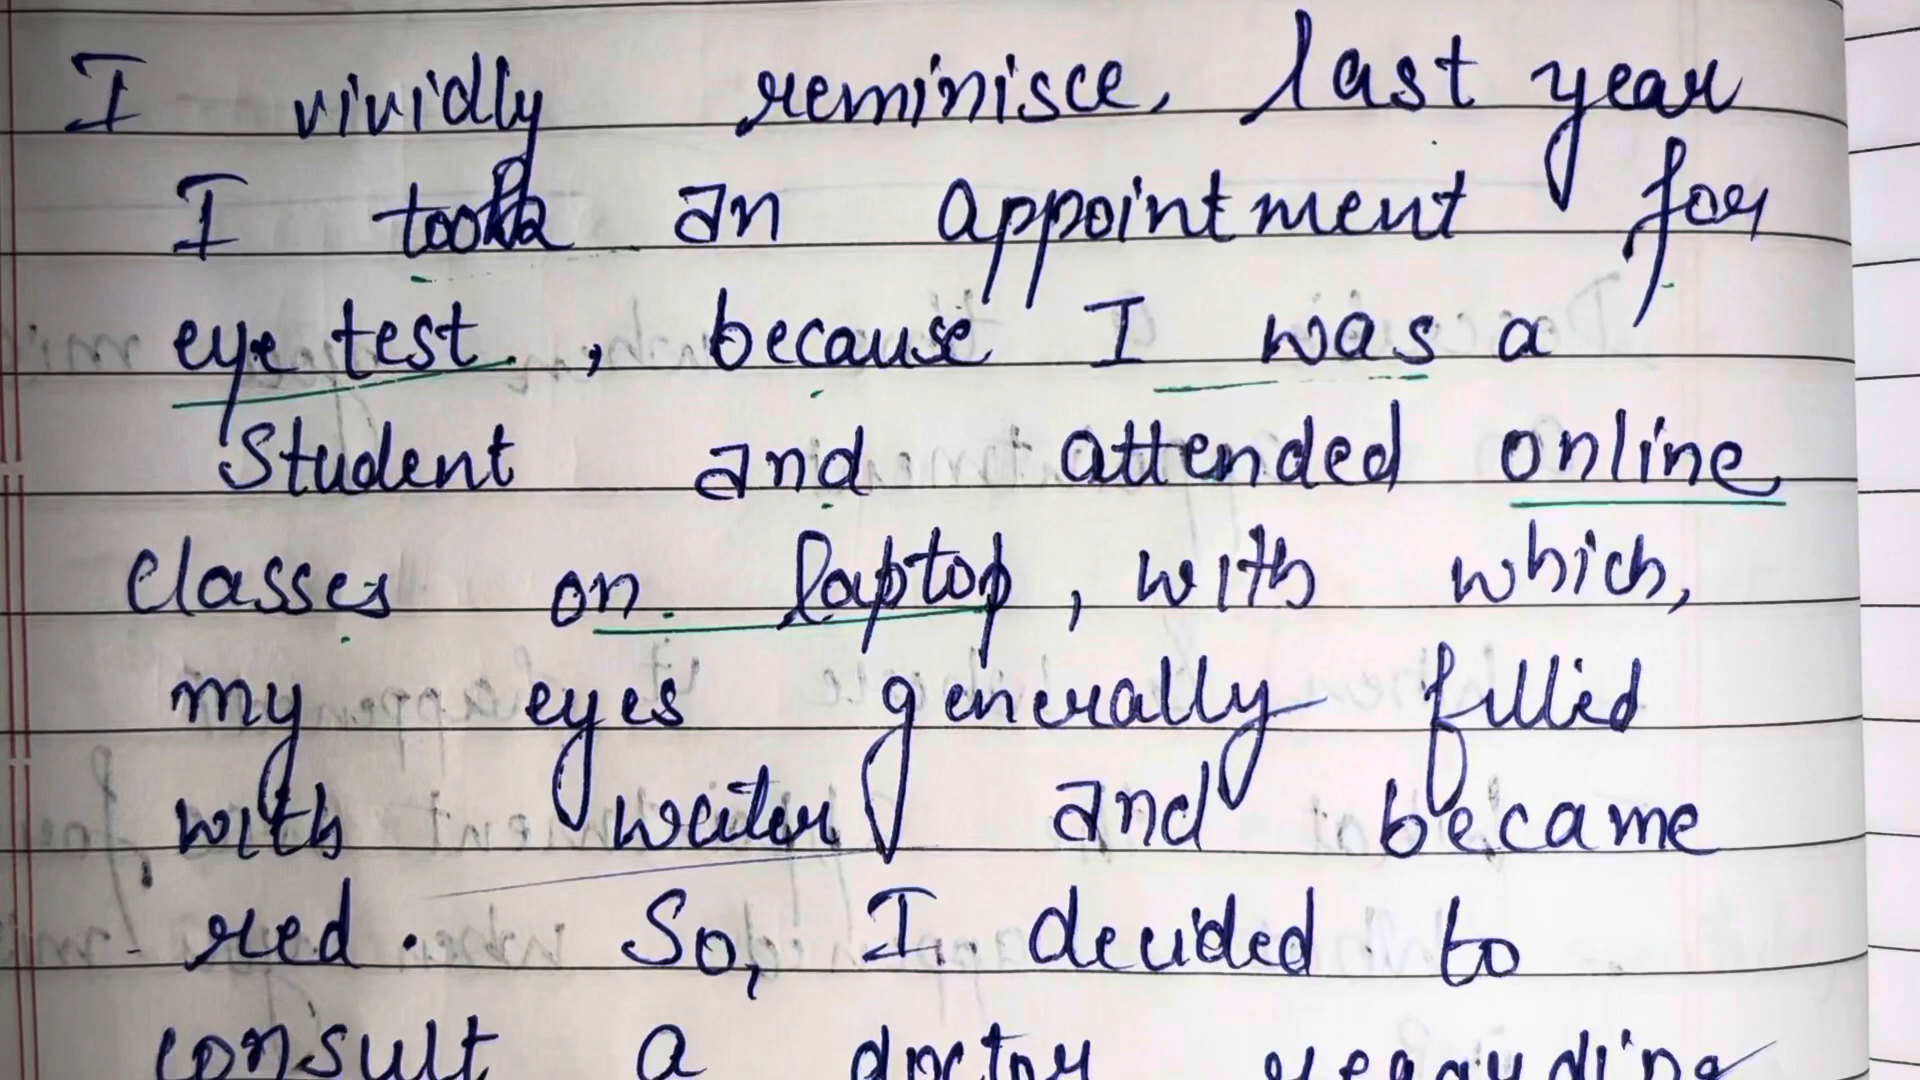 I vividly reminisce, last year
I took an appointment for
eye test , because I was a
Student and attended online
classes on laptop, with which,
my eyes generally filled
with water and became
red. So, I decided to
consult a doctor regarding